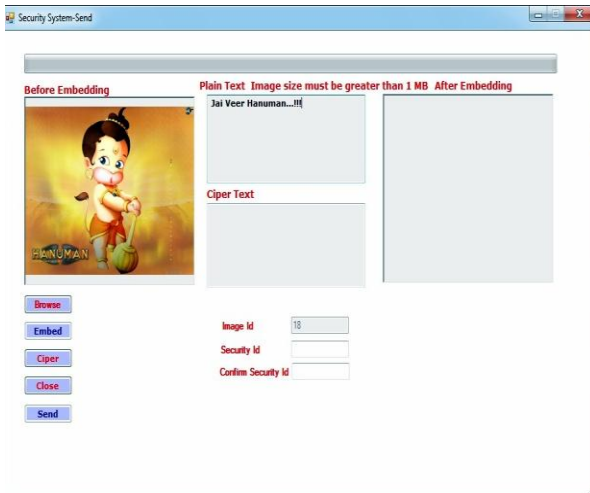 Security System-Send
Before Embedding
Plain Text Image size must be greater than 1 MB After Embedding
Jai Veer Hanuman...!!!
HANUMAN
Ciper Text
Browse
Embed
Ciper
Close
Send
Image Id 18
Security Id
Confirm Security Id